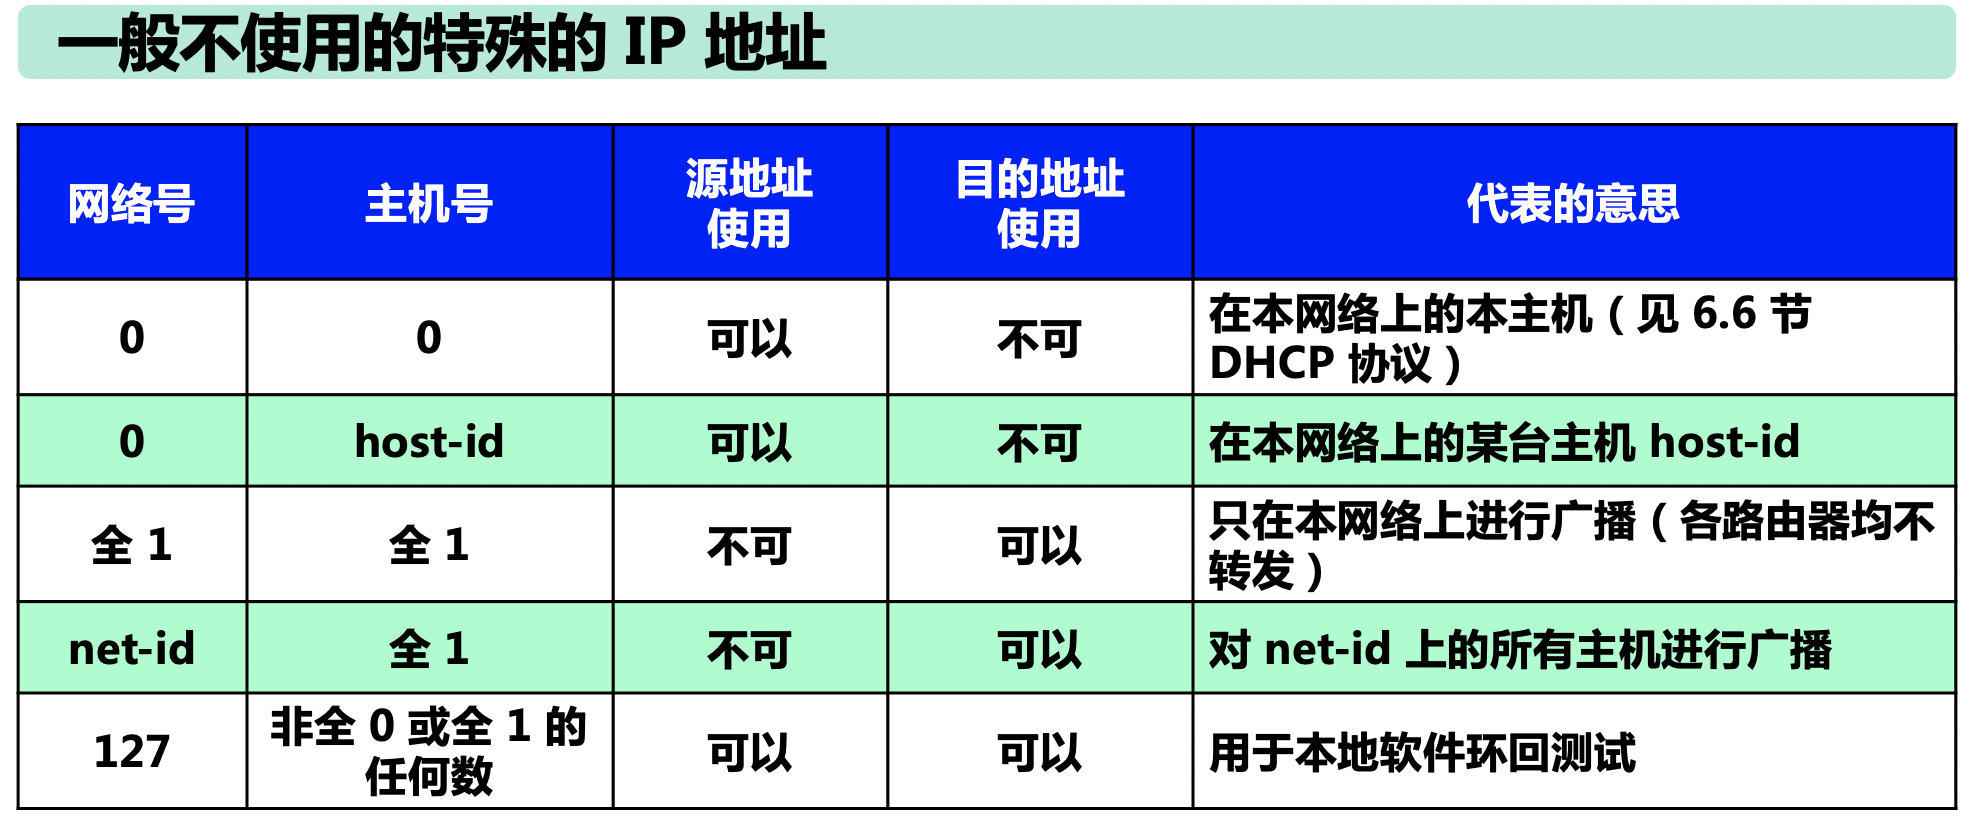 一般不使用的特殊的 IP 地址
网络号
主机号
源地址
使用
目的地址
使用
代表的意思
0
0
可以
不可
在本网络上的本主机（见 6.6 节
DHCP 协议）
0
host-id
可以
不可
在本网络上的某台主机 host-id
全 1
全 1
不可
可以
只在本网络上进行广播（各路由器均不
转发）
net-id
全 1
不可
可以
对 net-id 上的所有主机进行广播
127
非全 0 或全 1 的
任何数
可以
可以
用于本地软件环回测试